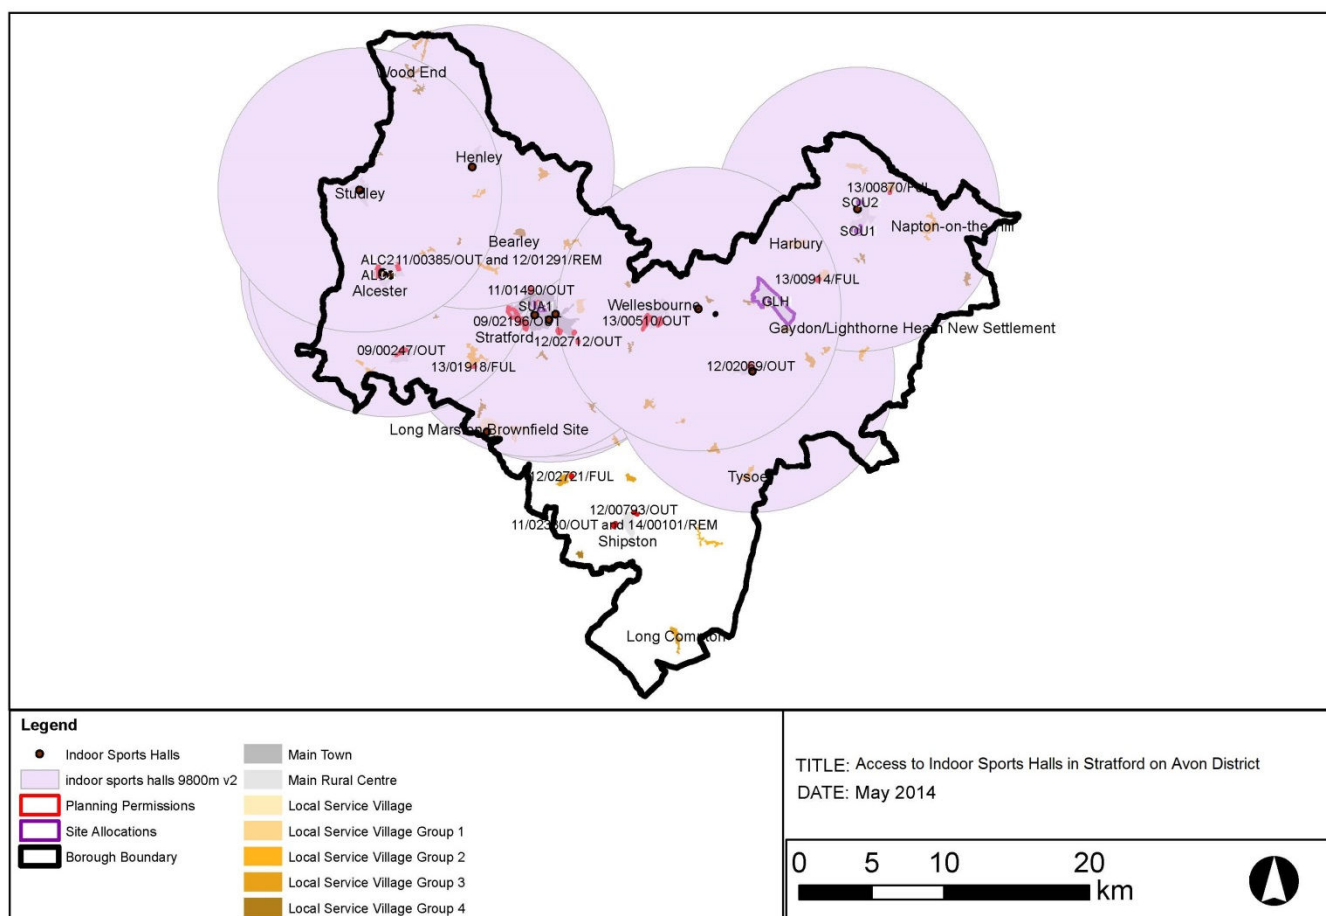 Wood End
Henley
Studley
13/00870/FUL
SOU2
SOU1
Napton-on-the-Hill
Bearley
Harbury
ALC211/00385/OUT and 12/01291/REM
Alcester
13/00914/FUL
11/01490/OUT
SUA1
Wellesbourne
GLH
09/02196/OUT
13/00510/OUT
Gaydon/Lighthorne Heath New Settlement
Stratford
12/02712/OUT
09/00247/OUT
13/01918/FUL
12/02069/OUT
Long Marston Brownfield Site
12/02721/FUL
Tysoe
12/00793/OUT
11/02380/OUT and 14/00101/REM
Shipston
Long Compton
Legend
Indoor Sports Halls
indoor sports halls 9800m v2
Planning Permissions
Site Allocations
Borough Boundary
Main Town
Main Rural Centre
Local Service Village
Local Service Village Group 1
Local Service Village Group 2
Local Service Village Group 3
Local Service Village Group 4
TITLE: Access to Indoor Sports Halls in Stratford on Avon District
DATE: May 2014
0 5 10 20
km